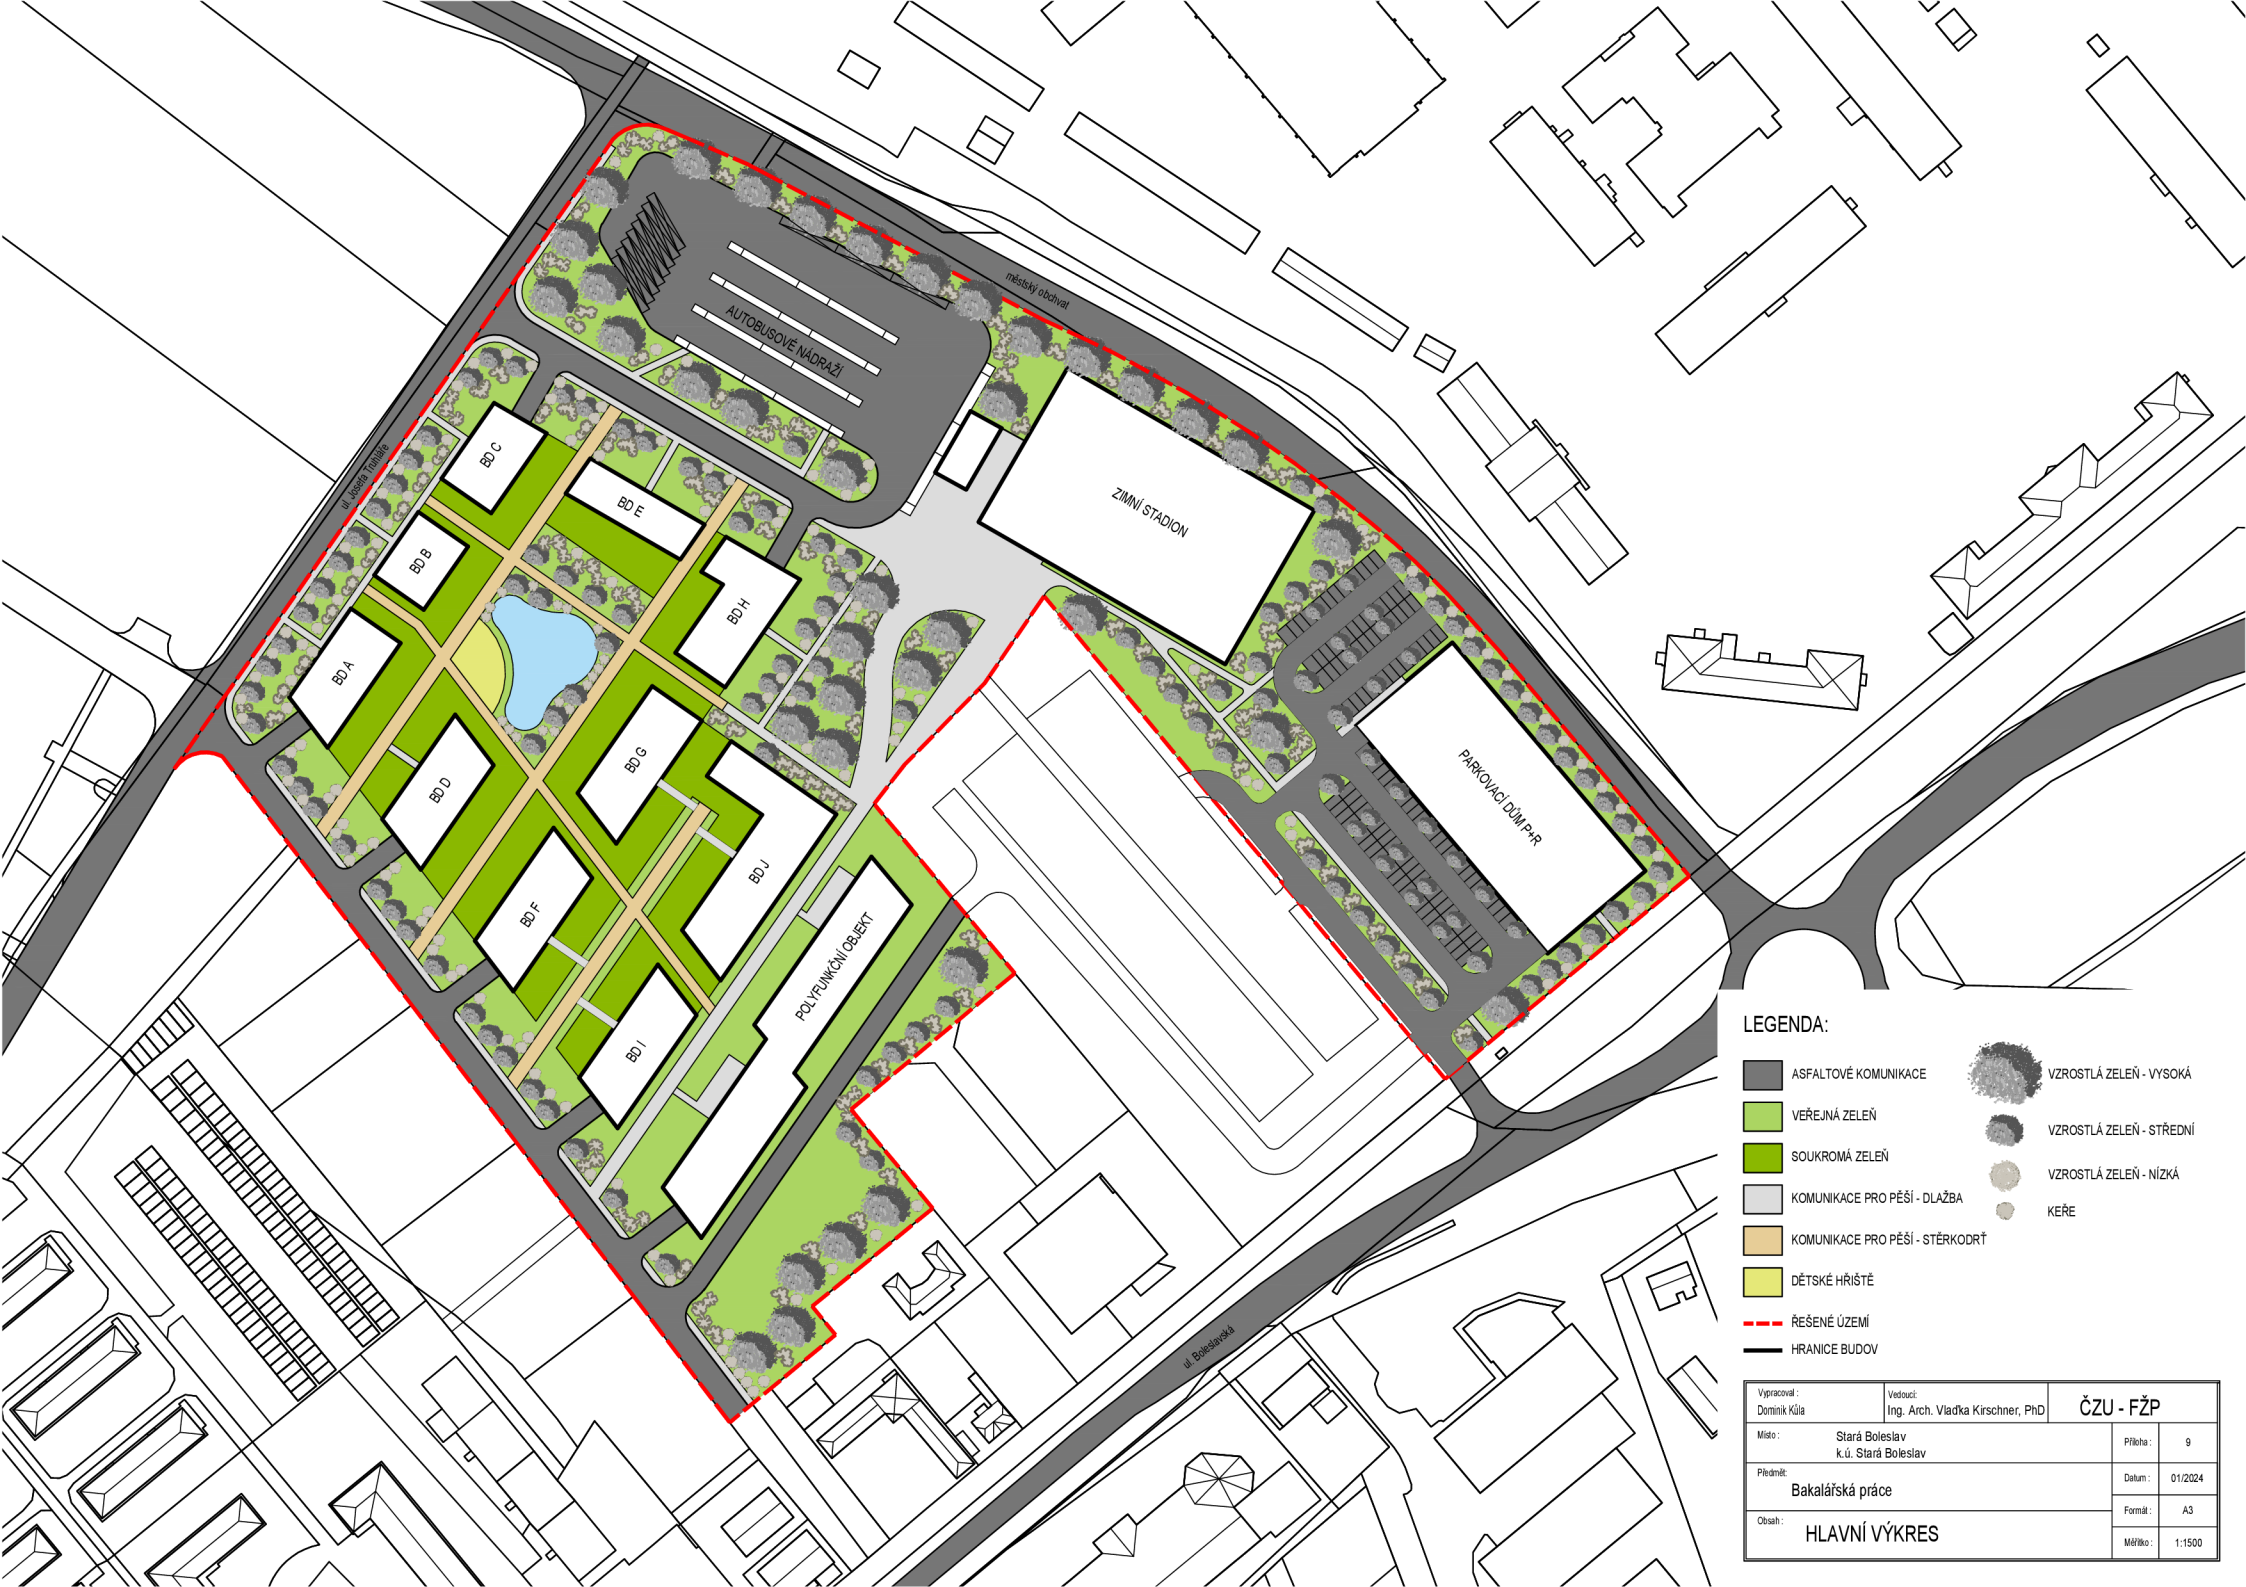 městský obchvat
AUTOBUSOVÉ NÁDRAŽÍ
ul. Josefa Truhláře
BD C
BD E
BD B
BD H
BD A
BD G
BD D
BD J
BD F
BD I
ZIMNÍ STADION
PARKOVACÍ DŮM P+R
POLYFUNKČNÍ OBJEKT
ul. Boleslavská
LEGENDA:
ASFALTOVÉ KOMUNIKACE
VEŘEJNÁ ZELEŇ
SOUKROMÁ ZELEŇ
KOMUNIKACE PRO PĚŠÍ - DLAŽBA
KOMUNIKACE PRO PĚŠÍ - STĚRKODRŤ
DĚTSKÉ HŘIŠTĚ
ŘEŠENÉ ÚZEMÍ
HRANICE BUDOV
VZROSTLÁ ZELEŇ - VYSOKÁ
VZROSTLÁ ZELEŇ - STŘEDNÍ
VZROSTLÁ ZELEŇ - NÍZKÁ
KEŘE
Vypracoval :
Dominik Kůla
Vedoucí:
Ing. Arch. Vlaďka Kirschner, PhD
ČZU - FŽP
Místo :
Stará Boleslav
k.ú. Stará Boleslav
Příloha : 9
Předmět:
Bakalářská práce
Datum : 01/2024
Formát : A3
Obsah :
HLAVNÍ VÝKRES
Měřítko : 1:1500